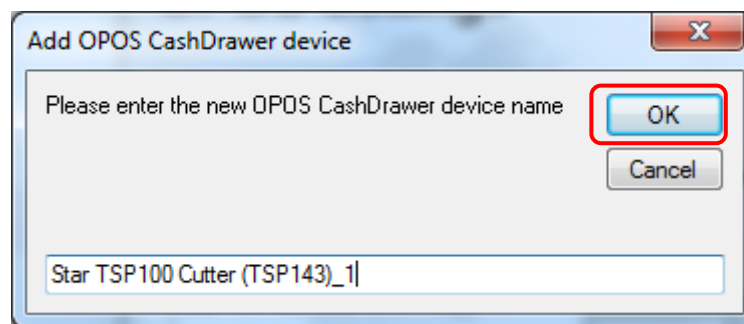 Add OPOS CashDrawer device
Please enter the new OPOS CashDrawer device name
OK
Cancel
Star TSP100 Cutter (TSP143)_1